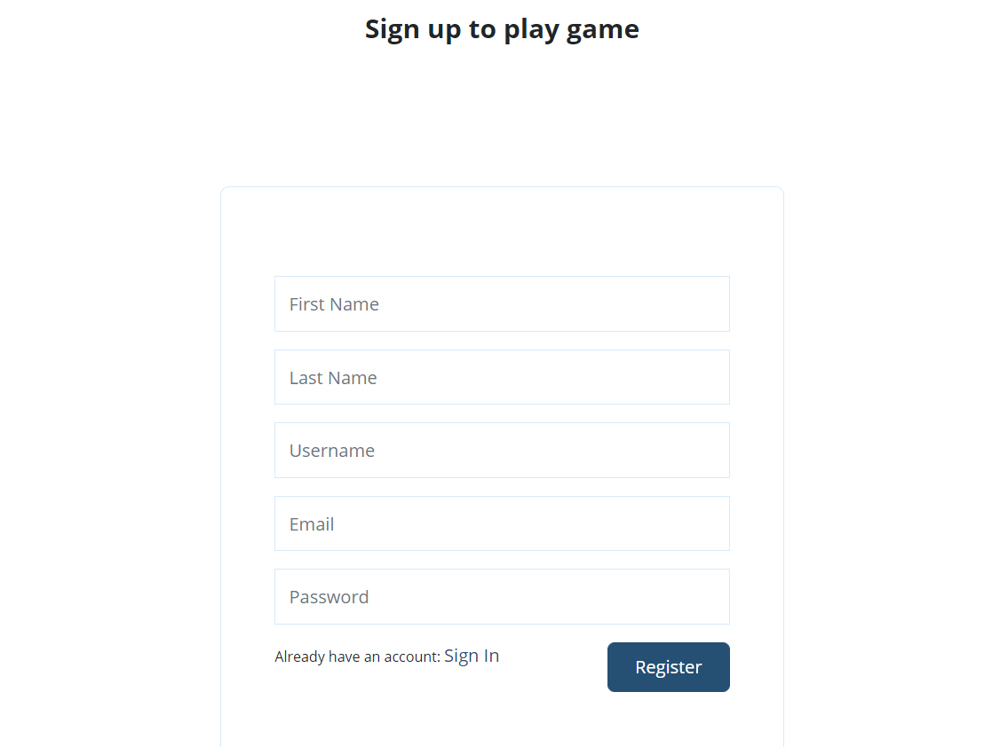 Sign up to play game
First Name
Last Name
Username
Email
Password
Already have an account: Sign In
Register